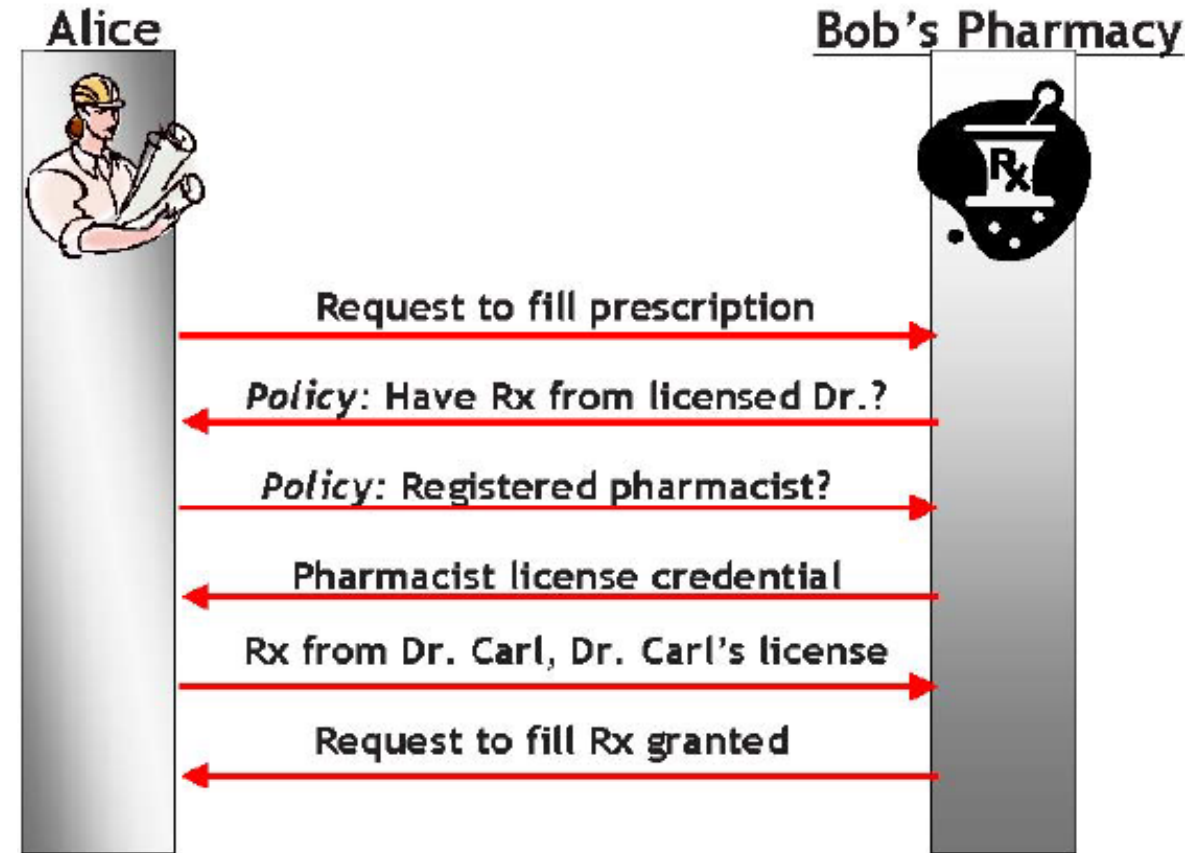 Alice
Bob's Pharmacy
Rx
Request to fill prescription
Policy: Have Rx from licensed Dr.?
Policy: Registered pharmacist?
Pharmacist license credential
Rx from Dr. Carl, Dr. Carl's license
Request to fill Rx granted